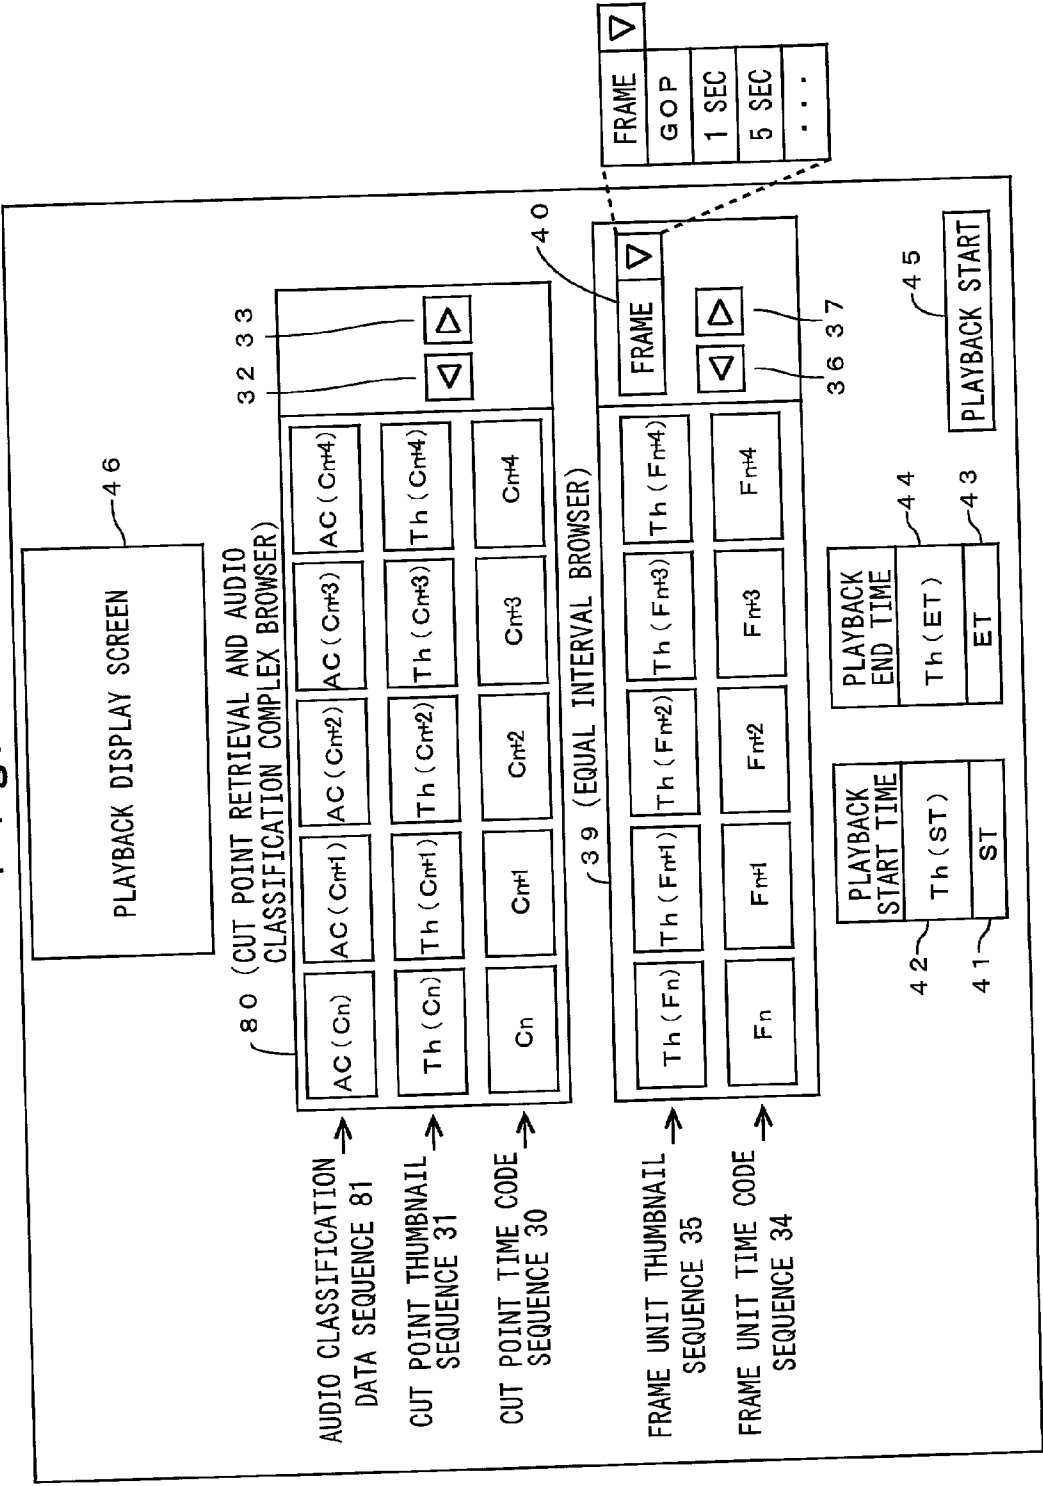 PLAYBACK DISPLAY SCREEN
46
80 (CUT POINT RETRIEVAL AND AUDIO
CLASSIFICATION COMPLEX BROWSER)
AUDIO CLASSIFICATION
DATA SEQUENCE 81
AC(Cn) AC(Cn+1) AC(Cn+2) AC(Cn+3) AC(Cn+4)
CUT POINT THUMBNAIL
SEQUENCE 31
Th(Cn) Th(Cn+1) Th(Cn+2) Th(Cn+3) Th(Cn+4)
CUT POINT TIME CODE
SEQUENCE 30
Cn Cn+1 Cn+2 Cn+3 Cn+4
32 33
39 (EQUAL INTERVAL BROWSER)
FRAME UNIT THUMBNAIL
SEQUENCE 35
Th(Fn) Th(Fn+1) Th(Fn+2) Th(Fn+3) Th(Fn+4)
FRAME UNIT TIME CODE
SEQUENCE 34
Fn Fn+1 Fn+2 Fn+3 Fn+4
FRAME
40
36 37
FRAME
GOP
1 SEC
5 SEC
...
PLAYBACK
START TIME
Th(ST)
ST
42
41
PLAYBACK
END TIME
Th(ET)
ET
44
43
PLAYBACK START
45